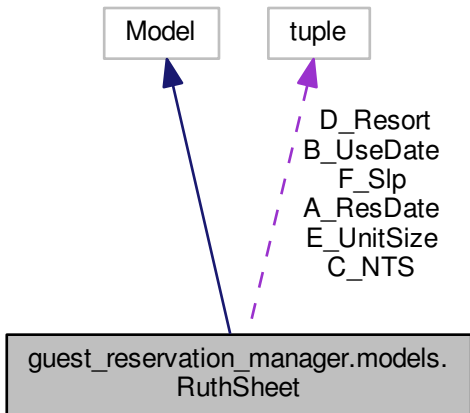 Model
tuple
D_Resort
B_UseDate
F_Slp
A_ResDate
E_UnitSize
C_NTS
guest_reservation_manager.models.
RuthSheet